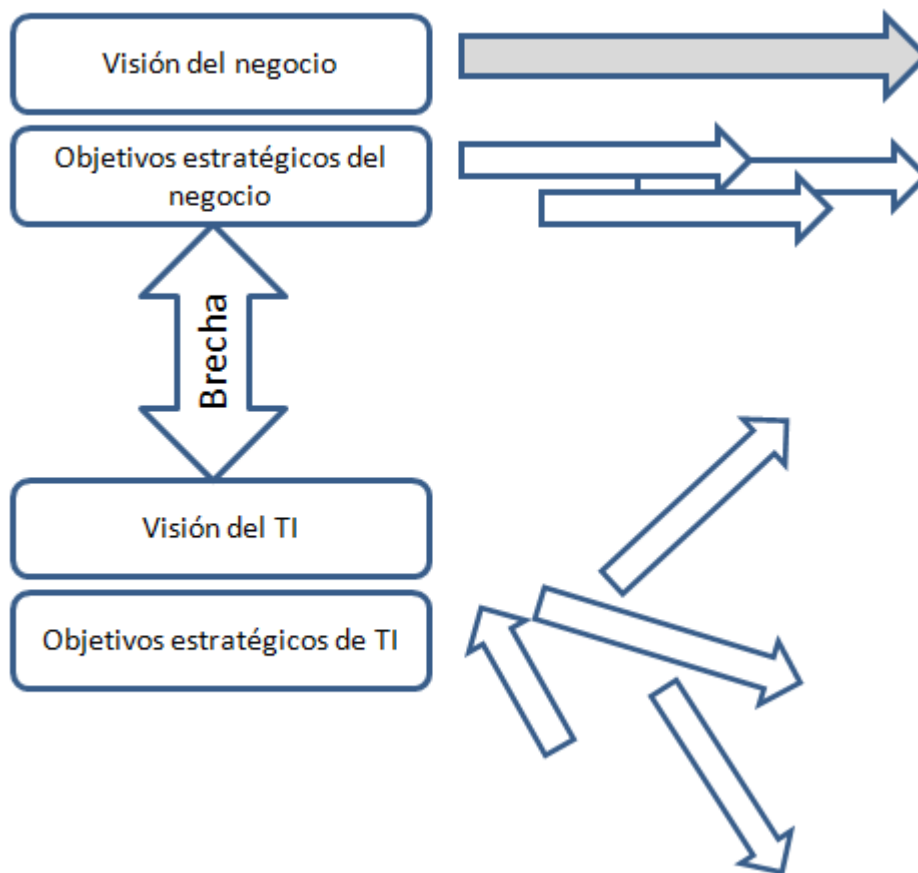 Visión del negocio
Objetivos estratégicos del
negocio
Brecha
Visión del TI
Objetivos estratégicos de TI